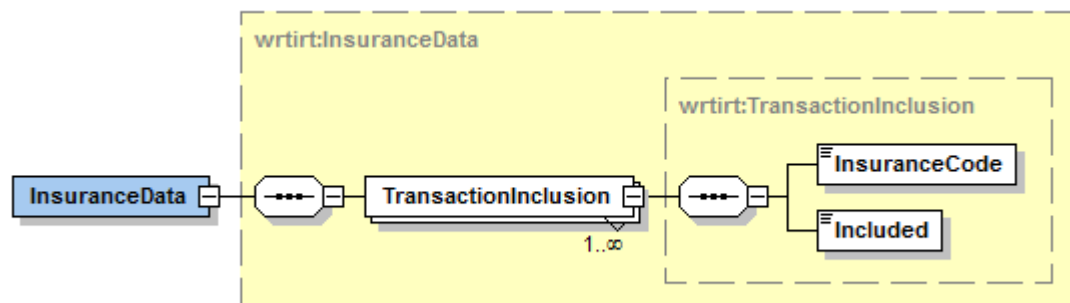 wrtirt:InsuranceData
wrtirt:TransactionInclusion
InsuranceCode
InsuranceData
TransactionInclusion
Included
1..∞